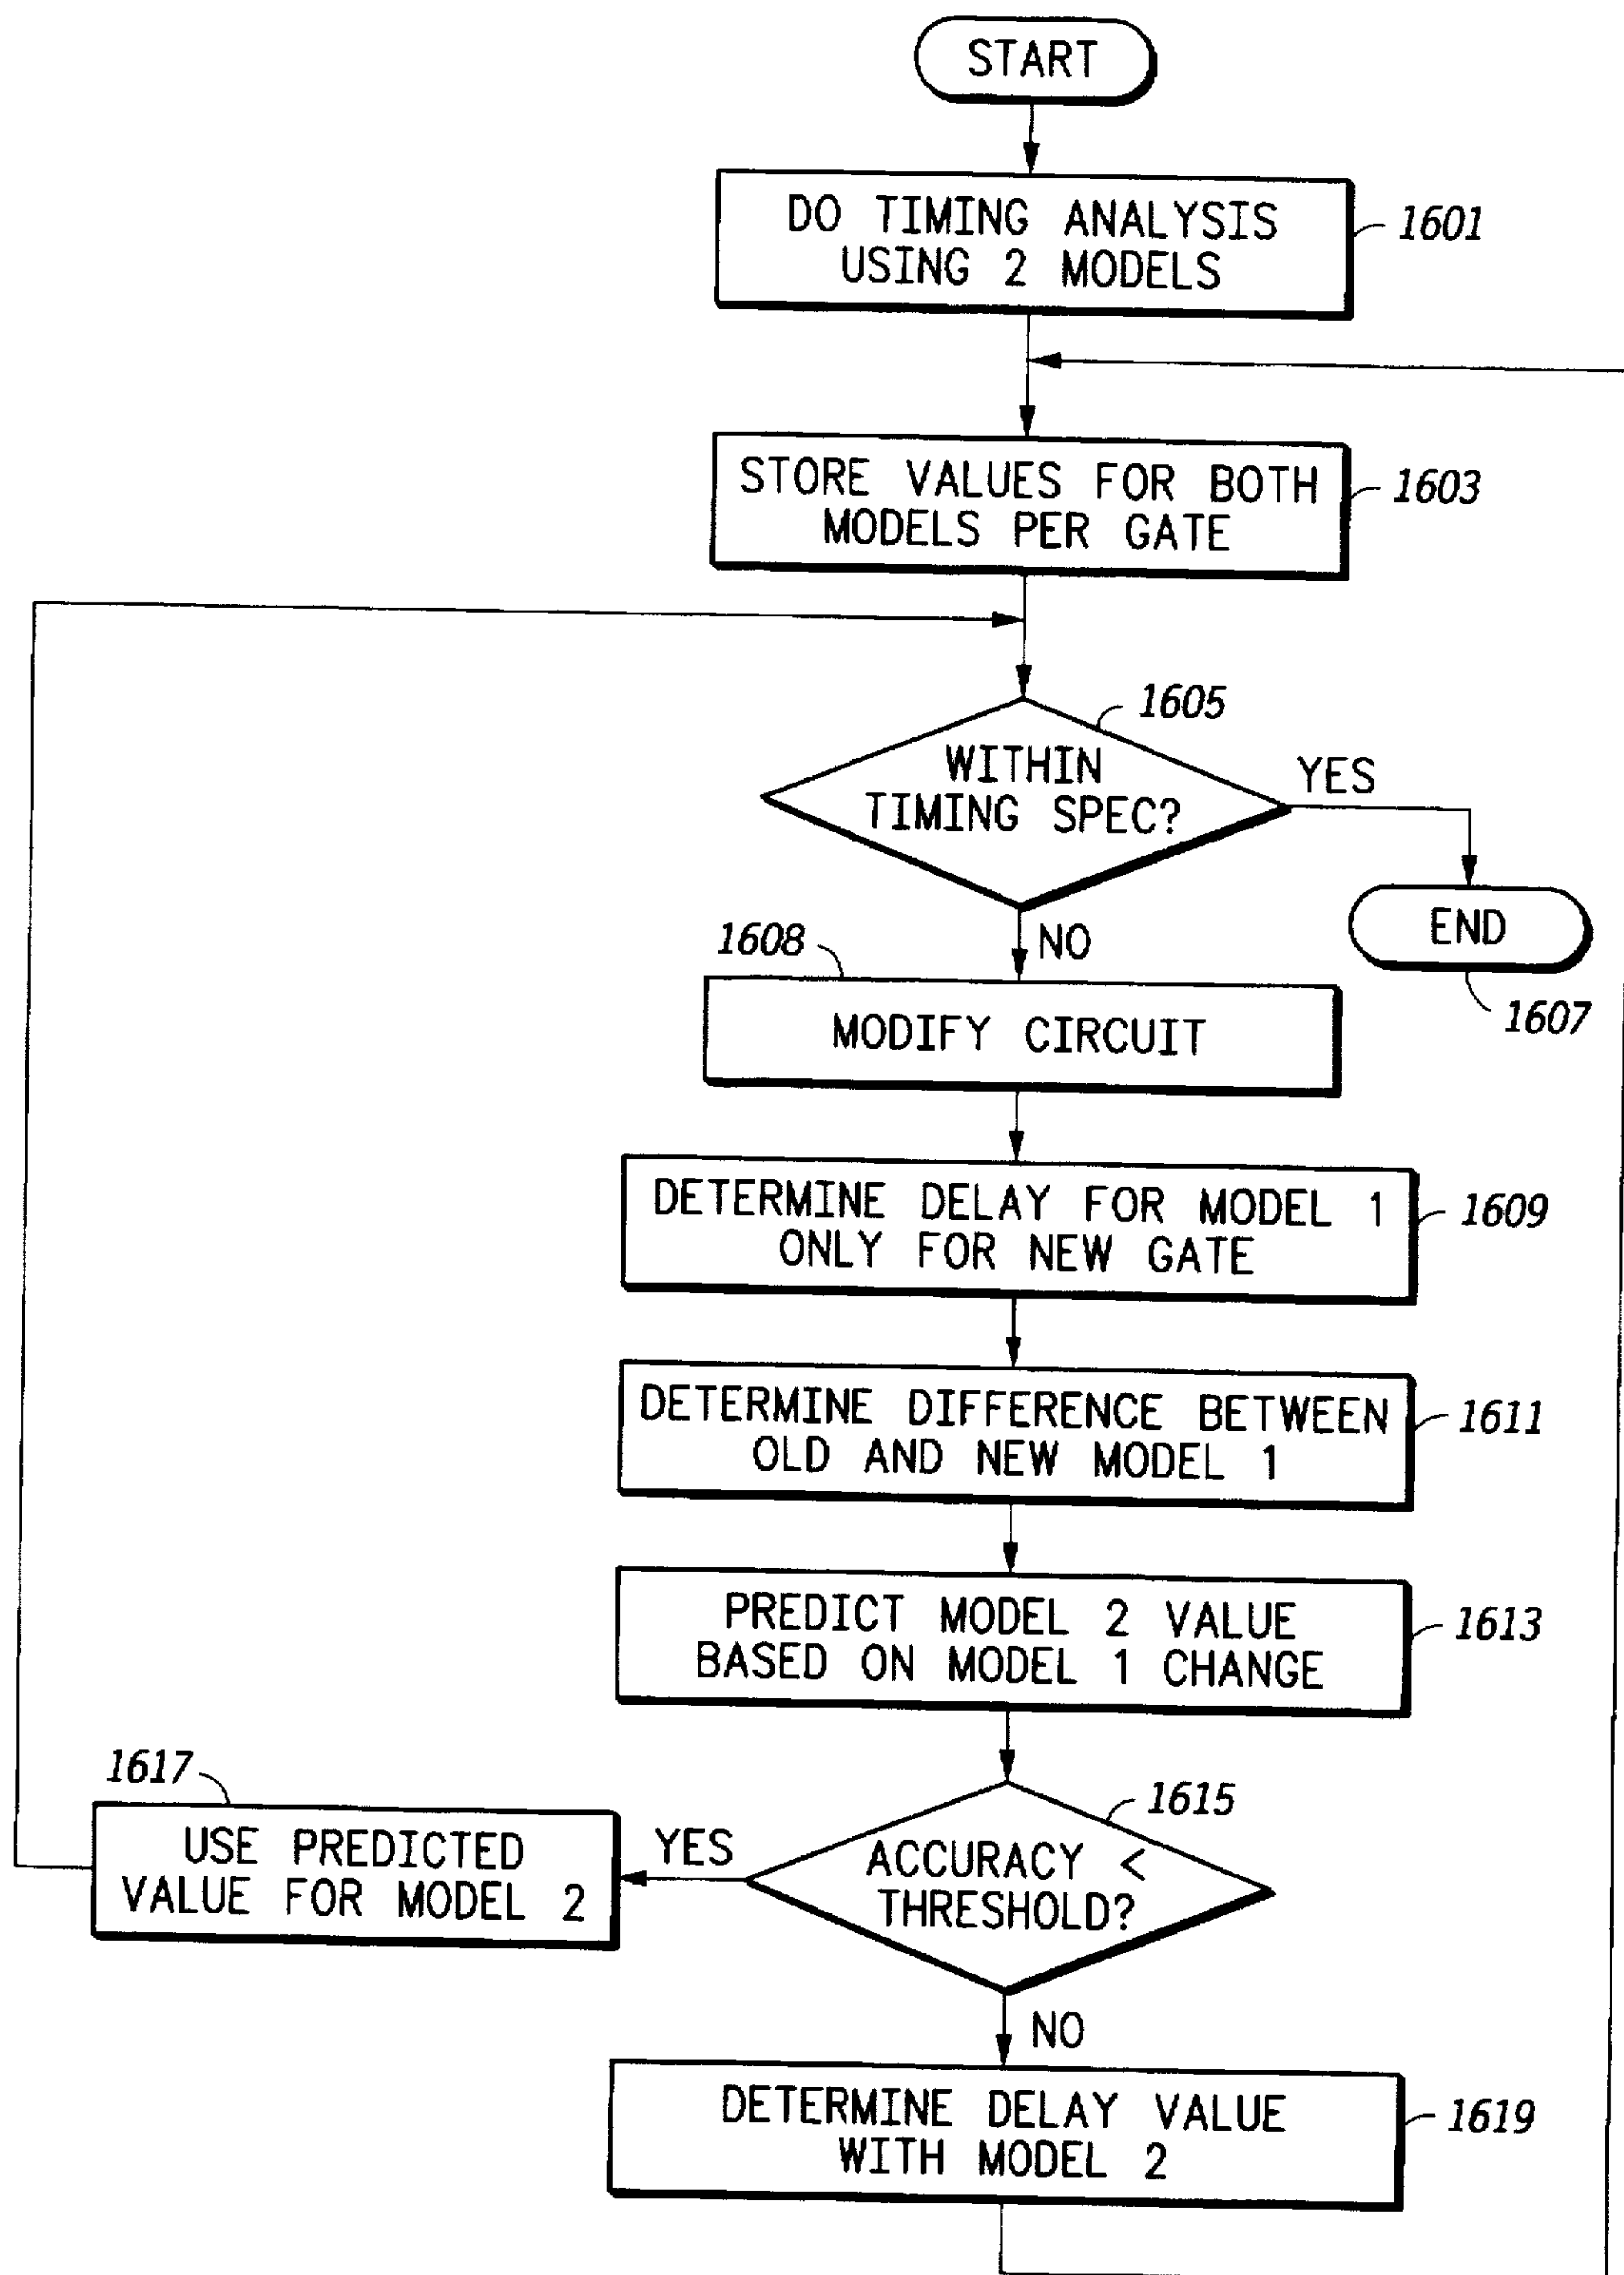 START
DO TIMING ANALYSIS
USING 2 MODELS
1601
STORE VALUES FOR BOTH
MODELS PER GATE
1603
1605
WITHIN
TIMING SPEC?
YES
END
1607
NO
1608
MODIFY CIRCUIT
DETERMINE DELAY FOR MODEL 1
ONLY FOR NEW GATE
1609
DETERMINE DIFFERENCE BETWEEN
OLD AND NEW MODEL 1
1611
PREDICT MODEL 2 VALUE
BASED ON MODEL 1 CHANGE
1613
1615
ACCURACY <
THRESHOLD?
YES
1617
USE PREDICTED
VALUE FOR MODEL 2
NO
DETERMINE DELAY VALUE
WITH MODEL 2
1619